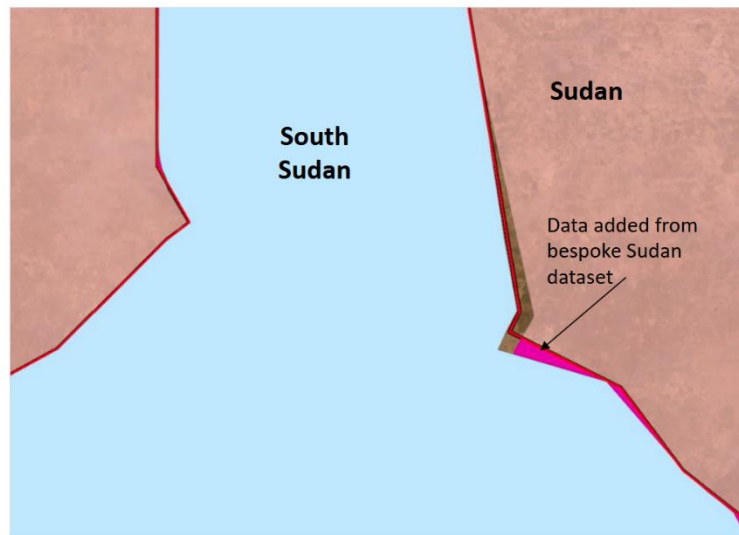 Sudan
South
Sudan
Data added from
bespoke Sudan
dataset